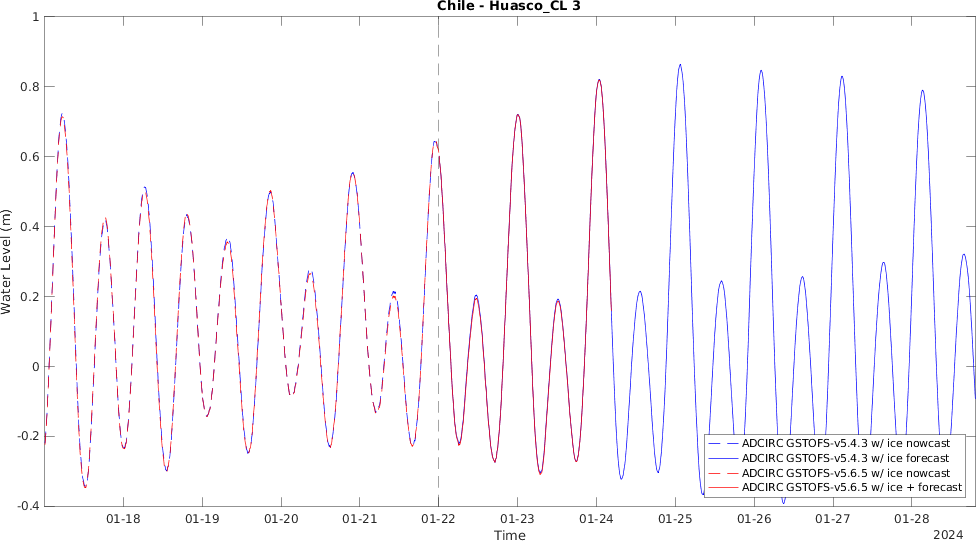 Chile - Huasco_CL 3
Water Level (m)
1
0.8
0.6
0.4
0.2
0
-0.2
-0.4
ADCIRC GSTOFS-v5.4.3 w/ ice nowcast
ADCIRC GSTOFS-v5.4.3 w/ ice forecast
ADCIRC GSTOFS-v5.6.5 w/ ice nowcast
ADCIRC GSTOFS-v5.6.5 w/ ice + forecast
01-18 01-19 01-20 01-21 01-22 01-23 01-24 01-25 01-26 01-27 01-28
Time
2024